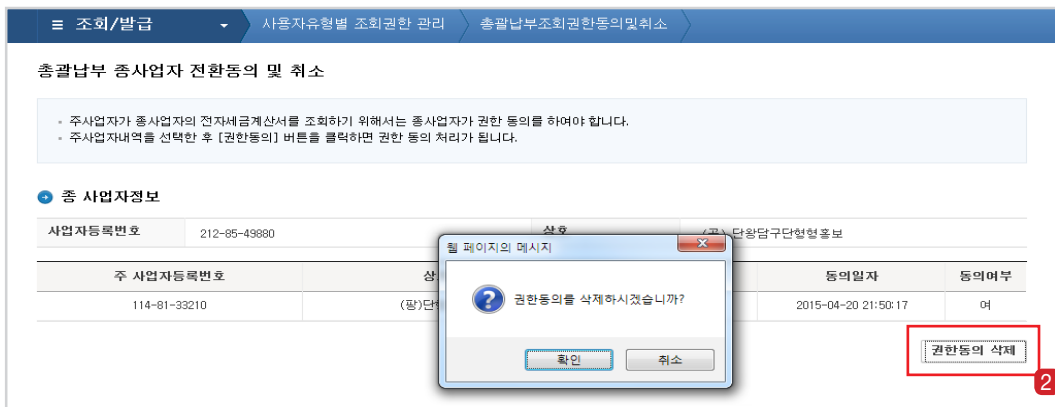 ≡ 조회/발급 사용자유형별 조회권한 관리 총괄납부조회권한동의및취소
총괄납부 종사업자 전환동의 및 취소
- 주사업자가 종사업자의 전자세금계산서를 조회하기 위해서는 종사업자가 권한 동의를 하여야 합니다.
- 주사업자내역을 선택한 후 [권한동의] 버튼을 클릭하면 권한 동의 처리가 됩니다.
종 사업자정보
사업자등록번호 212-85-49880 상호 단왕담구단형형홍보
웹 페이지의 메시지
주 사업자등록번호 동의일자 동의여부
권한동의를 삭제하시겠습니까?
114-81-33210 (팡)단 2015-04-20 21:50:17 여
확인 취소
권한동의 삭제
2